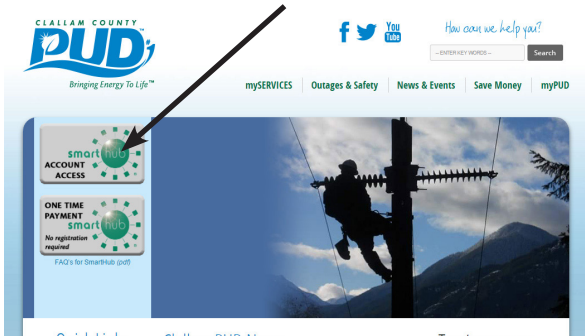 CLALLAM COUNTY
PUD
Bringing Energy To Life™
You
Tube
How can we help you?
-- ENTER KEY WORDS --
Search
mySERVICES
Outages & Safety
News & Events
Save Money
myPUD
smart hub
ACCOUNT
ACCESS
ONE TIME
PAYMENT
smart hub
No registration
required
FAQ's for SmartHub (pdf)